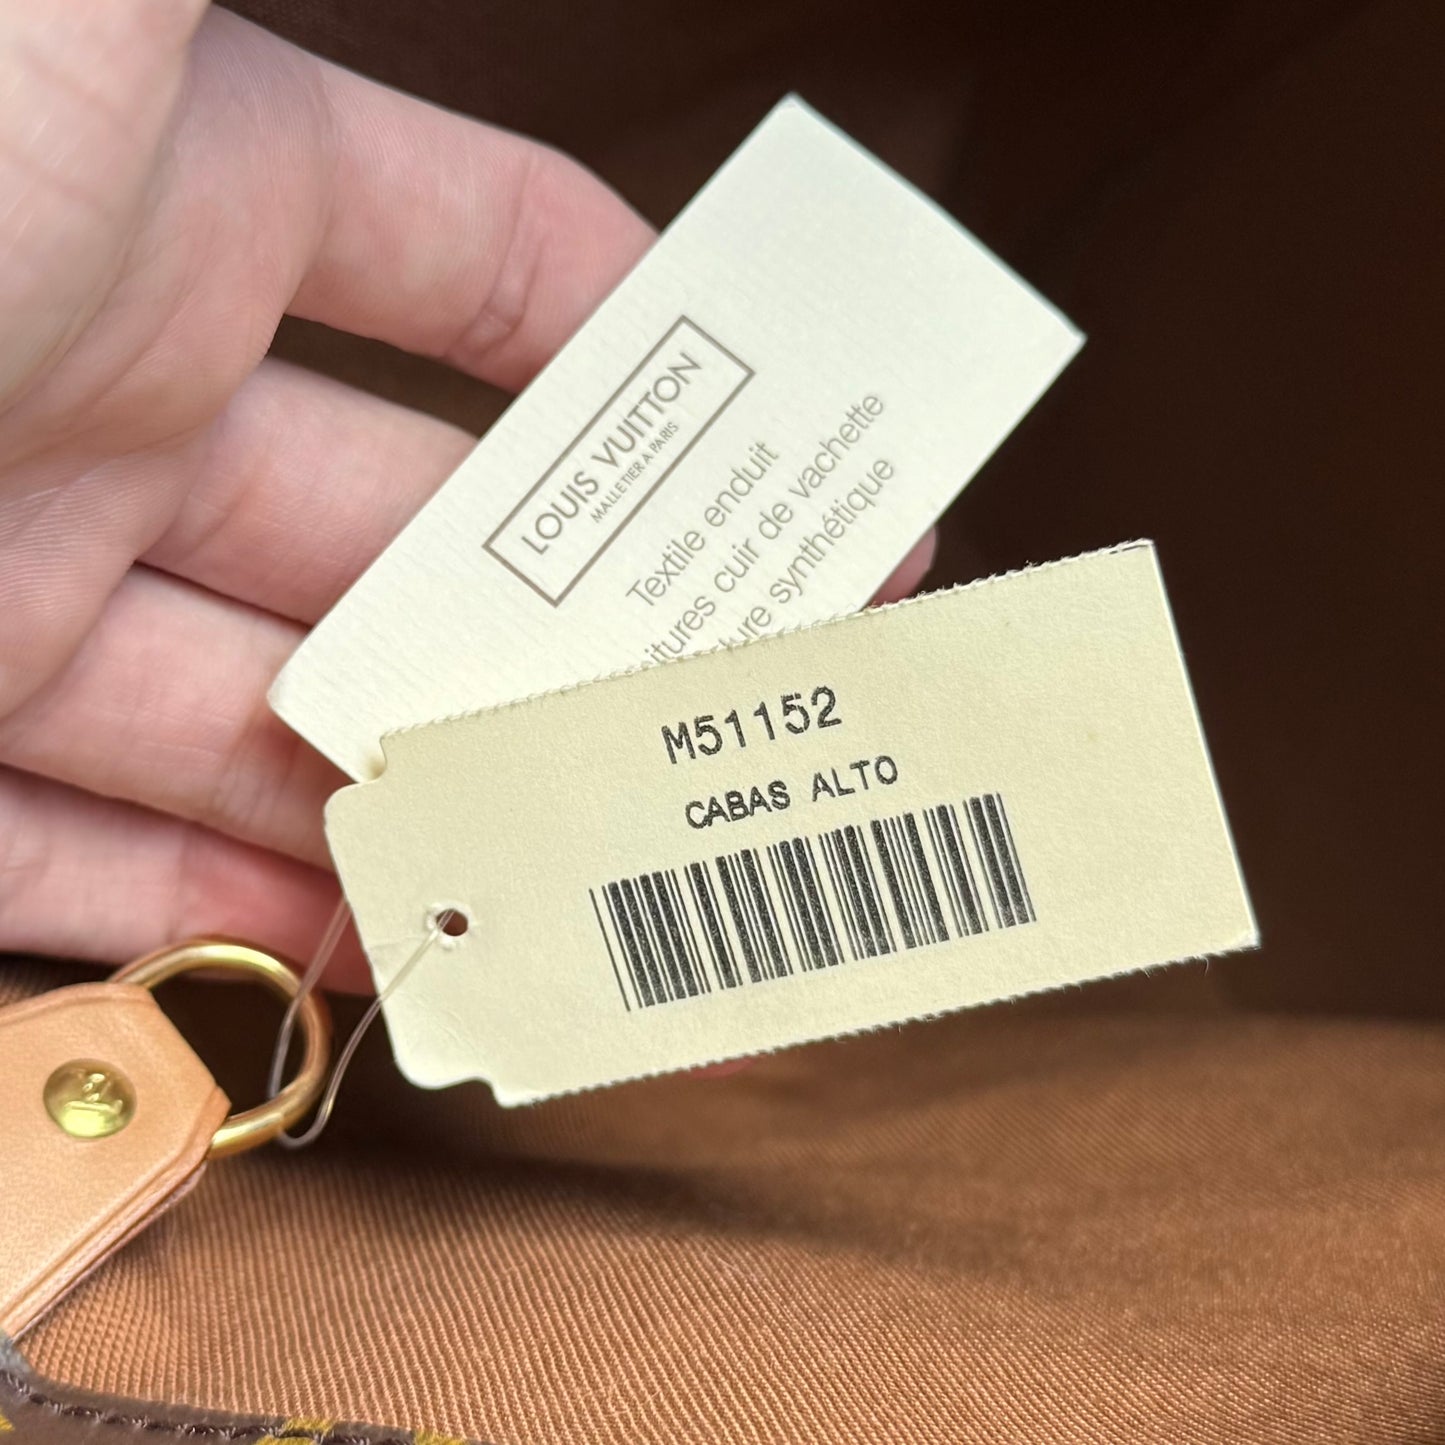 LOUIS VUITTON
MALLETIER A PARIS
Textile enduit
cuir de vachette
synthétique
M51152
CABAS ALTO